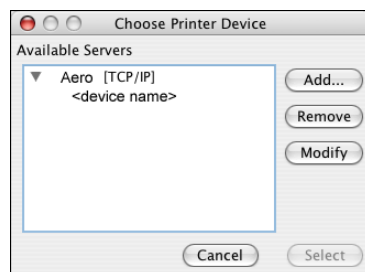 Choose Printer Device
Available Servers
Aero [TCP/IP]
<device name>
Add...
Remove
Modify
Cancel
Select